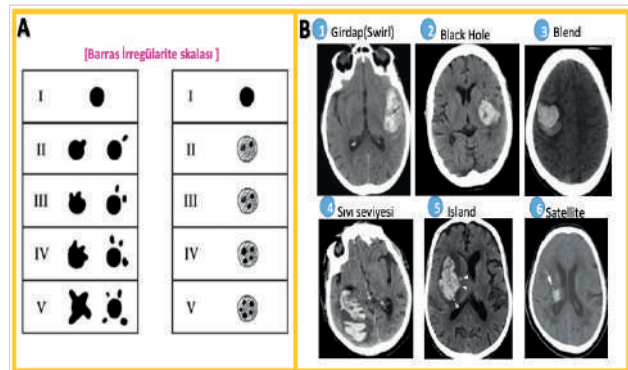 A
[Barras İrregülarite skalası ]
I
II
III
IV
V
I
II
III
IV
V
B
1 Girdap(Swirl)
2 Black Hole
3 Blend
4 Sıvı seviyesi
5 Island
6 Satellite